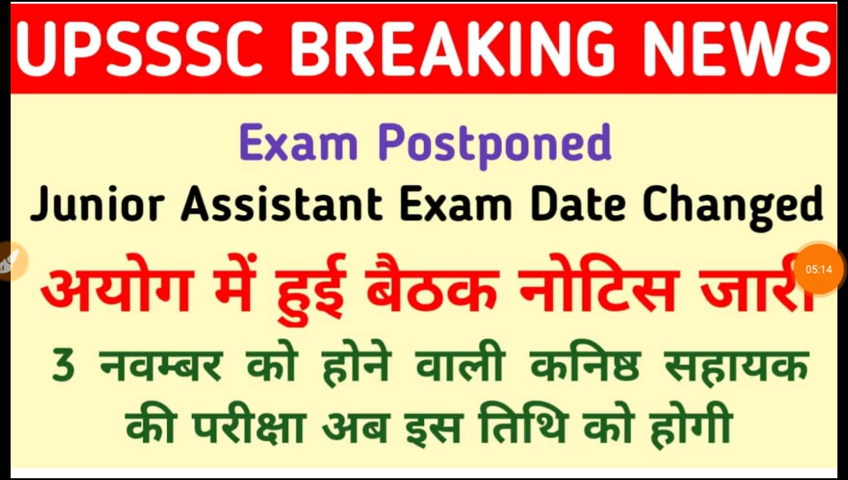 UPSSSC BREAKING NEWS
Exam Postponed
Junior Assistant Exam Date Changed
अयोग में हुई बैठक नोटिस जारी
05:14
3 नवम्बर को होने वाली कनिष्ठ सहायक
की परीक्षा अब इस तिथि को होगी